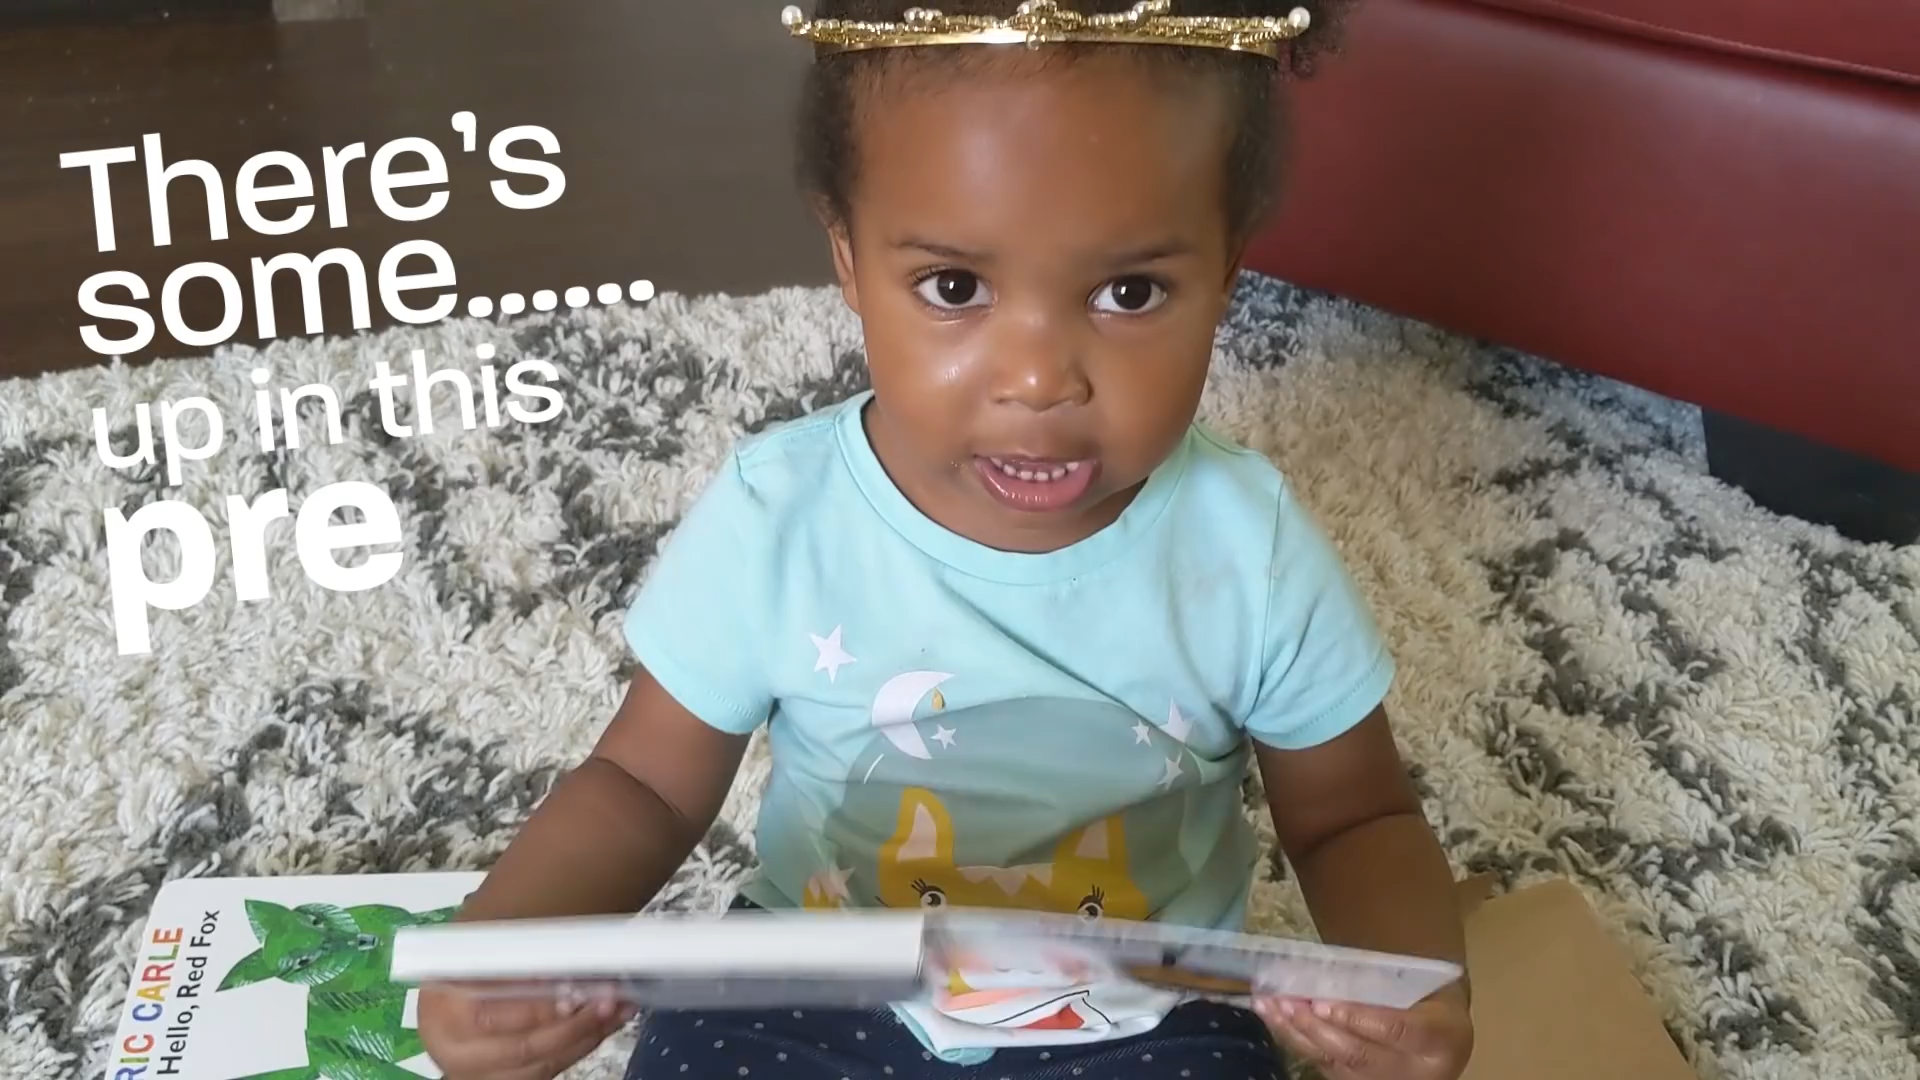 There's
some......
up in this
pre
RIC CARLE
Hello, Red Fox